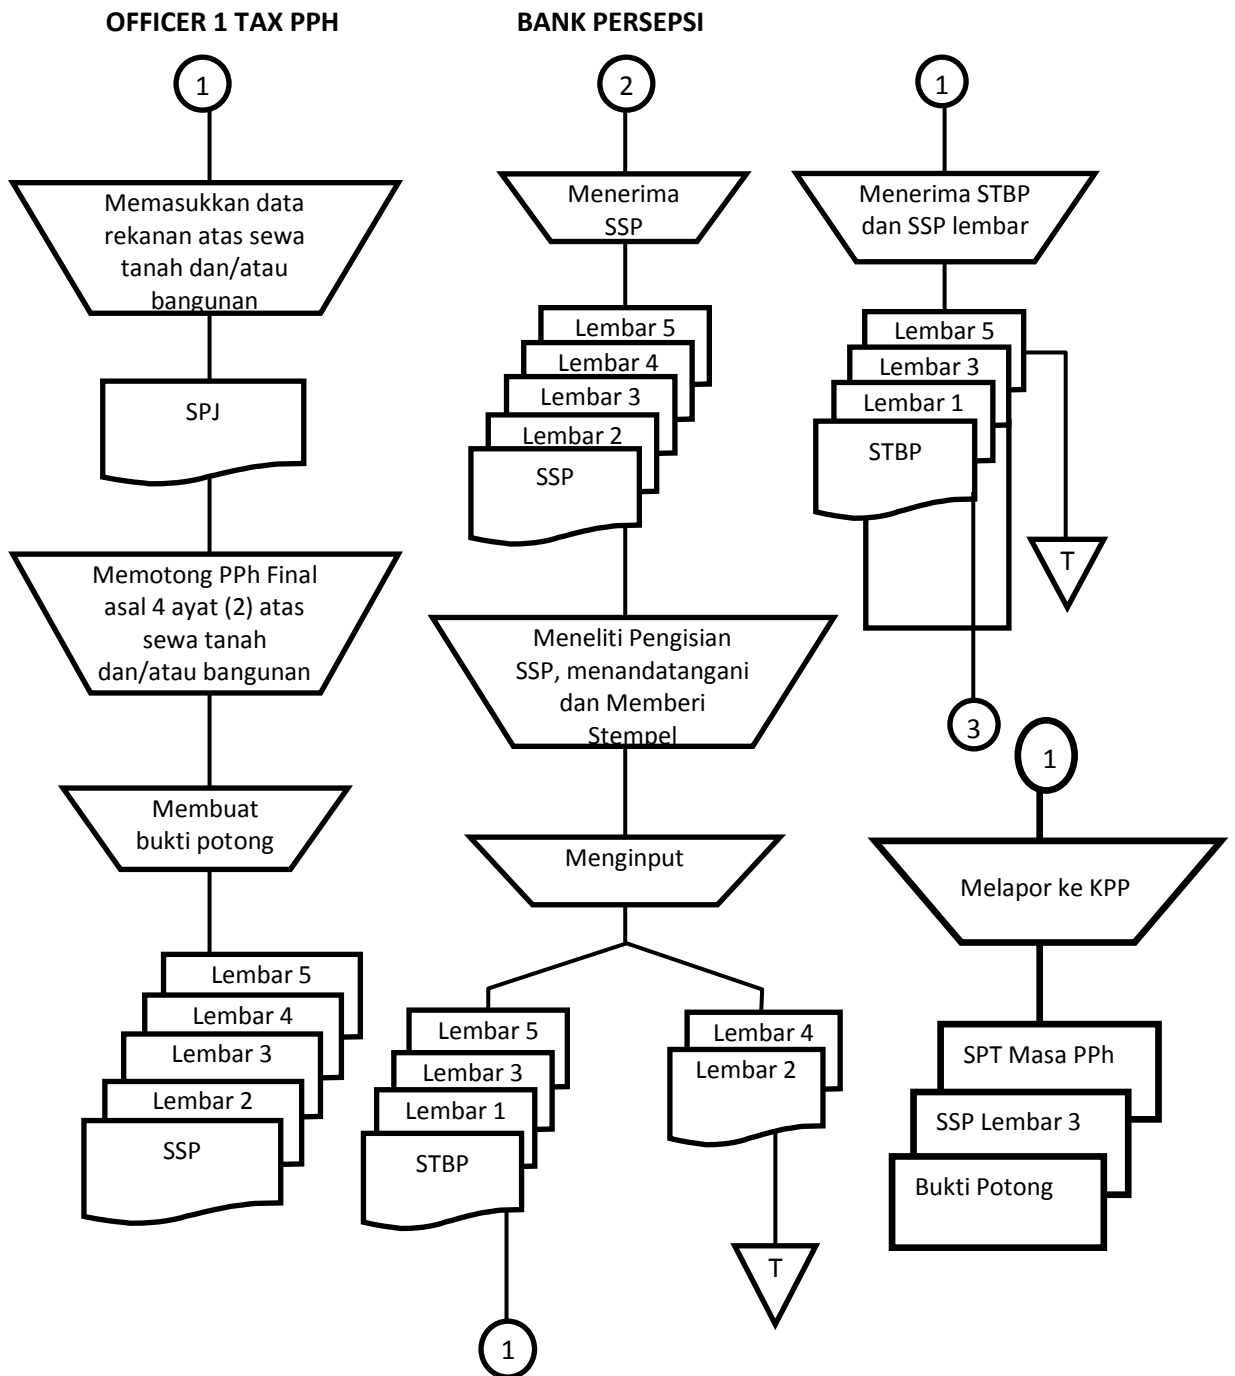 OFFICER 1 TAX PPH
1
Memasukkan data
rekanan atas sewa
tanah dan/atau
bangunan
SPJ
Memotong PPh Final
asal 4 ayat (2) atas
sewa tanah
dan/atau bangunan
Membuat
bukti potong
Lembar 5
Lembar 4
Lembar 3
Lembar 2
SSP
BANK PERSEPSI
2
Menerima
SSP
Lembar 5
Lembar 4
Lembar 3
Lembar 2
SSP
Meneliti Pengisian
SSP, menandatangani
dan Memberi
Stempel
Menginput
Lembar 5
Lembar 3
Lembar 1
STBP
1
Lembar 4
Lembar 2
T
1
Menerima STBP
dan SSP lembar
Lembar 5
Lembar 3
Lembar 1
STBP
T
3
1
Melapor ke KPP
SPT Masa PPh
SSP Lembar 3
Bukti Potong